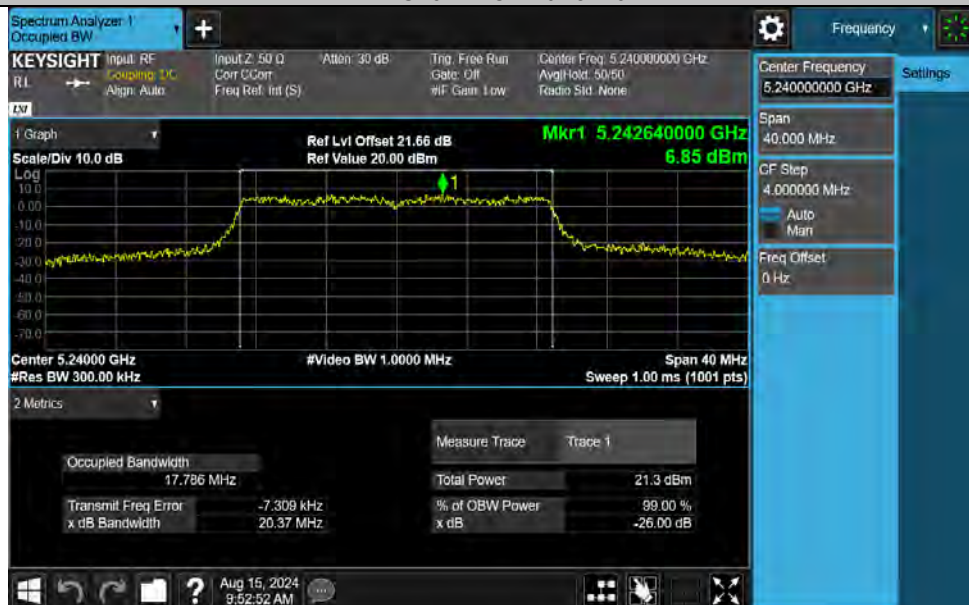 Spectrum Analyzer 1
Occupied BW
+
Frequency
KEYSIGHT
Input: RF
Coupling: DC
Align: Auto
Input Z: 50 Ω
Corr CCorr
Freq Ref: Int (S)
Atten: 30 dB
Trig: Free Run
Gate: Off
#IF Gain: Low
Center Freq: 5.240000000 GHz
Avg|Hold: 50/50
Radio Std: None
RL
LXI
Center Frequency
5.240000000 GHz
Settings
Span
40.000 MHz
CF Step
4.000000 MHz
Auto
Man
Freq Offset
0 Hz
1 Graph
Scale/Div 10.0 dB
Ref Lvl Offset 21.66 dB
Ref Value 20.00 dBm
Mkr1 5.242640000 GHz
6.85 dBm
Log
10.0
0.00
-10.0
-20.0
-30.0
-40.0
-50.0
-60.0
-70.0
1
Center 5.24000 GHz
#Video BW 1.0000 MHz
Span 40 MHz
#Res BW 300.00 kHz
Sweep 1.00 ms (1001 pts)
2 Metrics
Measure Trace Trace 1
Occupied Bandwidth
17.786 MHz
Total Power 21.3 dBm
Transmit Freq Error -7.309 kHz
% of OBW Power 99.00 %
x dB Bandwidth 20.37 MHz
x dB -26.00 dB
?
Aug 15, 2024
9:52:52 AM